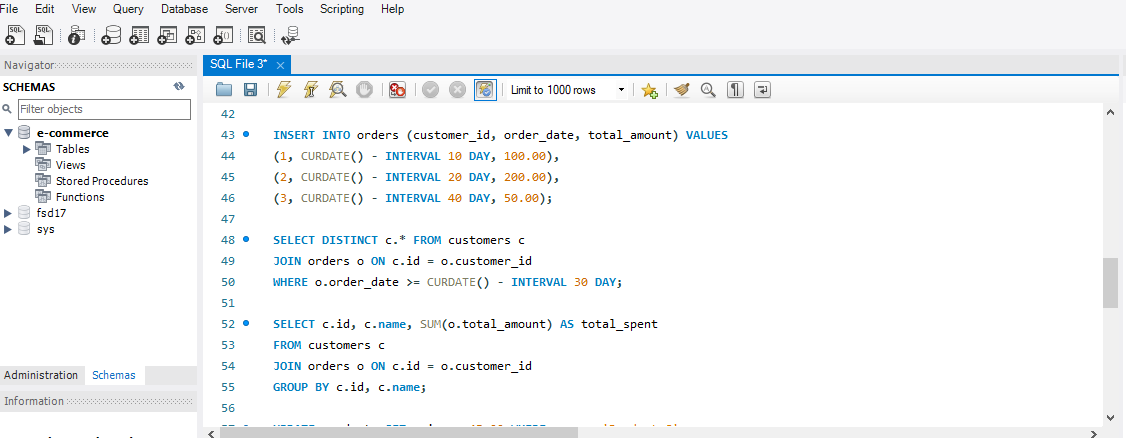 File Edit View Query Database Server Tools Scripting Help
Navigator
SCHEMAS
Filter objects
e-commerce
Tables
Views
Stored Procedures
Functions
fsd17
sys
Administration Schemas
Information
SQL File 3*
Limit to 1000 rows
42
43 INSERT INTO orders (customer_id, order_date, total_amount) VALUES
44 (1, CURDATE() - INTERVAL 10 DAY, 100.00),
45 (2, CURDATE() - INTERVAL 20 DAY, 200.00),
46 (3, CURDATE() - INTERVAL 40 DAY, 50.00);
47
48 SELECT DISTINCT c.* FROM customers c
49 JOIN orders o ON c.id = o.customer_id
50 WHERE o.order_date >= CURDATE() - INTERVAL 30 DAY;
51
52 SELECT c.id, c.name, SUM(o.total_amount) AS total_spent
53 FROM customers c
54 JOIN orders o ON c.id = o.customer_id
55 GROUP BY c.id, c.name;
56